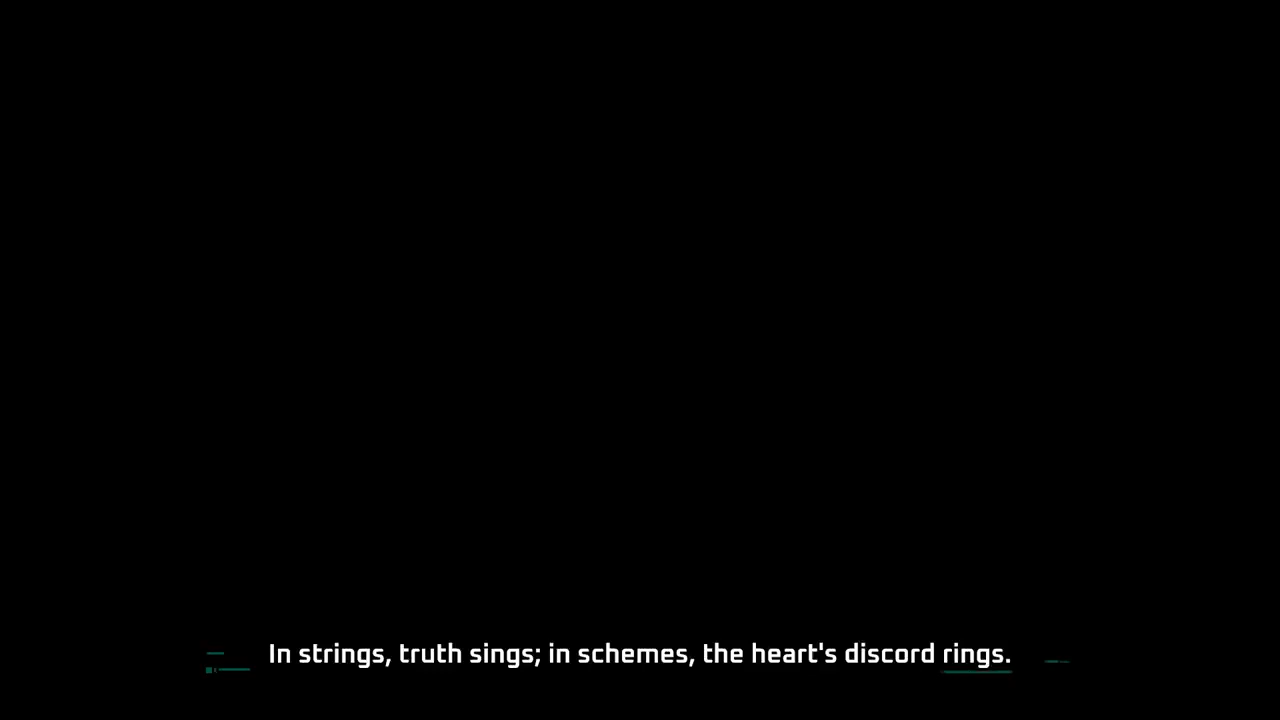 In strings, truth sings; in schemes, the heart's discord rings.